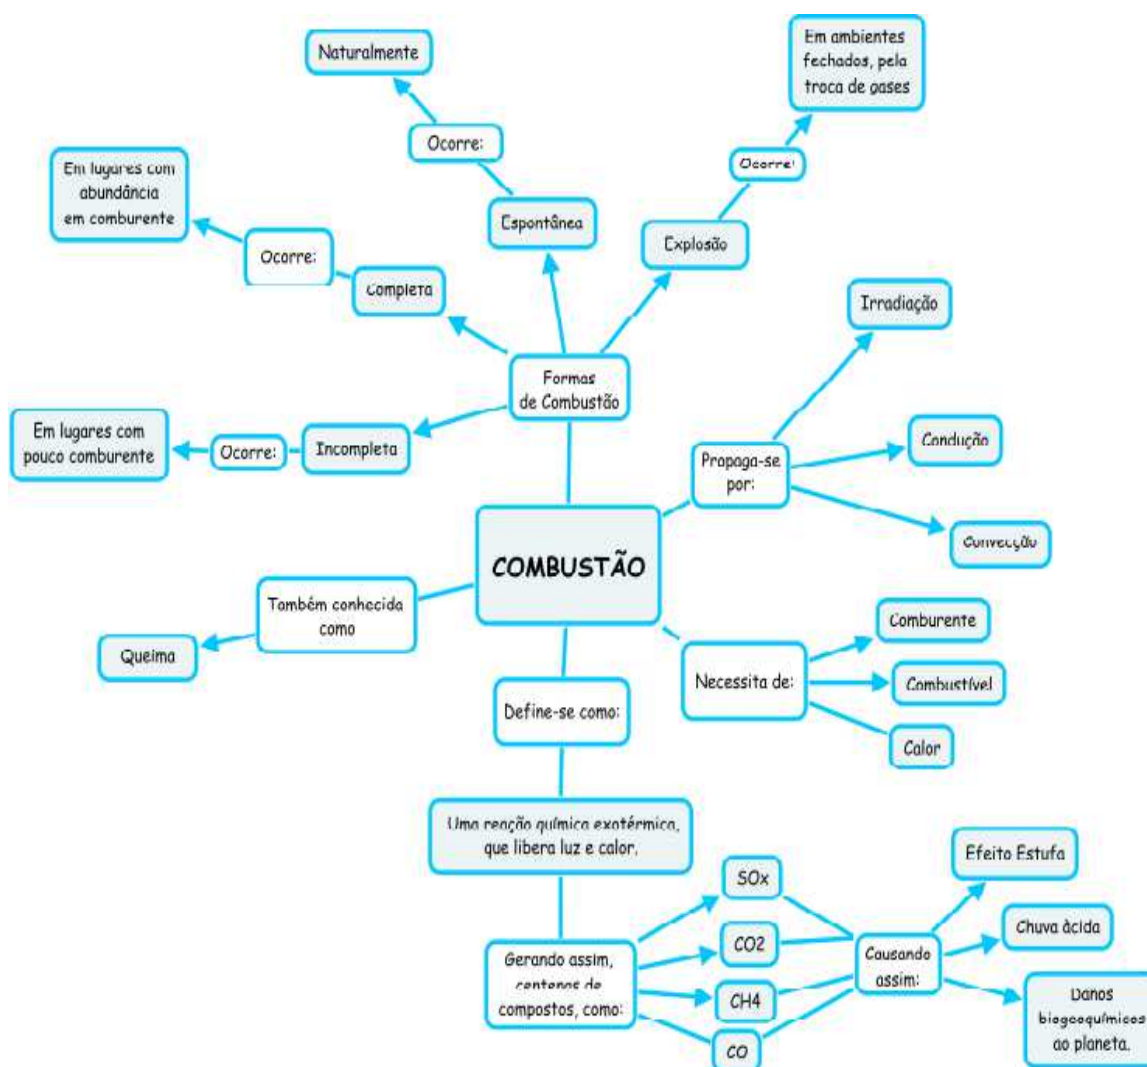 Naturalmente
Em ambientes
fechados, pela
troca de gases
Ocorre:
Ocorre:
Em lugares com
abundância
em comburente
Espontânea
Explosão
Ocorre:
Completa
Irradiação
Formas
de Combustão
Em lugares com
pouco comburente
Ocorre:
Incompleta
Condução
Propaga-se
por:
Convecção
COMBUSTÃO
Também conhecida
como
Queima
Comburente
Necessita de:
Combustível
Calor
Define-se como:
Uma reação química exotérmica,
que libera luz e calor.
Efeito Estufa
SOx
Chuva àcida
CO2
Gerando assim,
centenas de
compostos, como:
Causando
assim:
CH4
CO
Danos
biogeoquímicos
ao planeta.